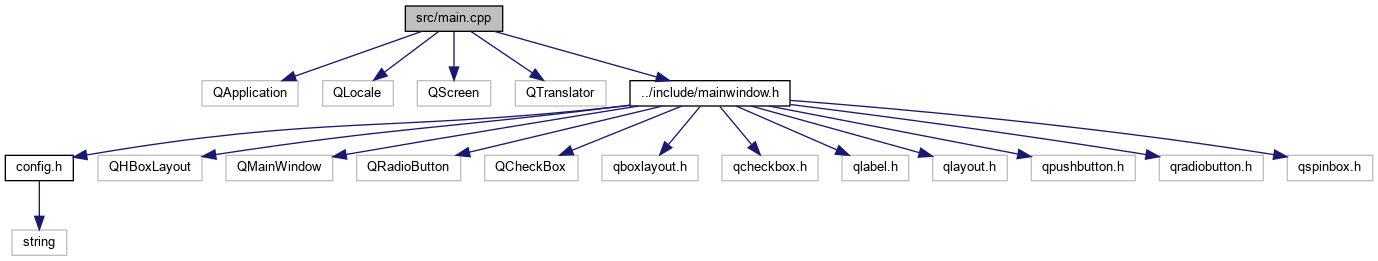 src/main.cpp
QApplication
QLocale
QScreen
QTranslator
../include/mainwindow.h
config.h
QHBoxLayout
QMainWindow
QRadioButton
QCheckBox
qboxlayout.h
qcheckbox.h
qlabel.h
qlayout.h
qpushbutton.h
qradiobutton.h
qspinbox.h
string